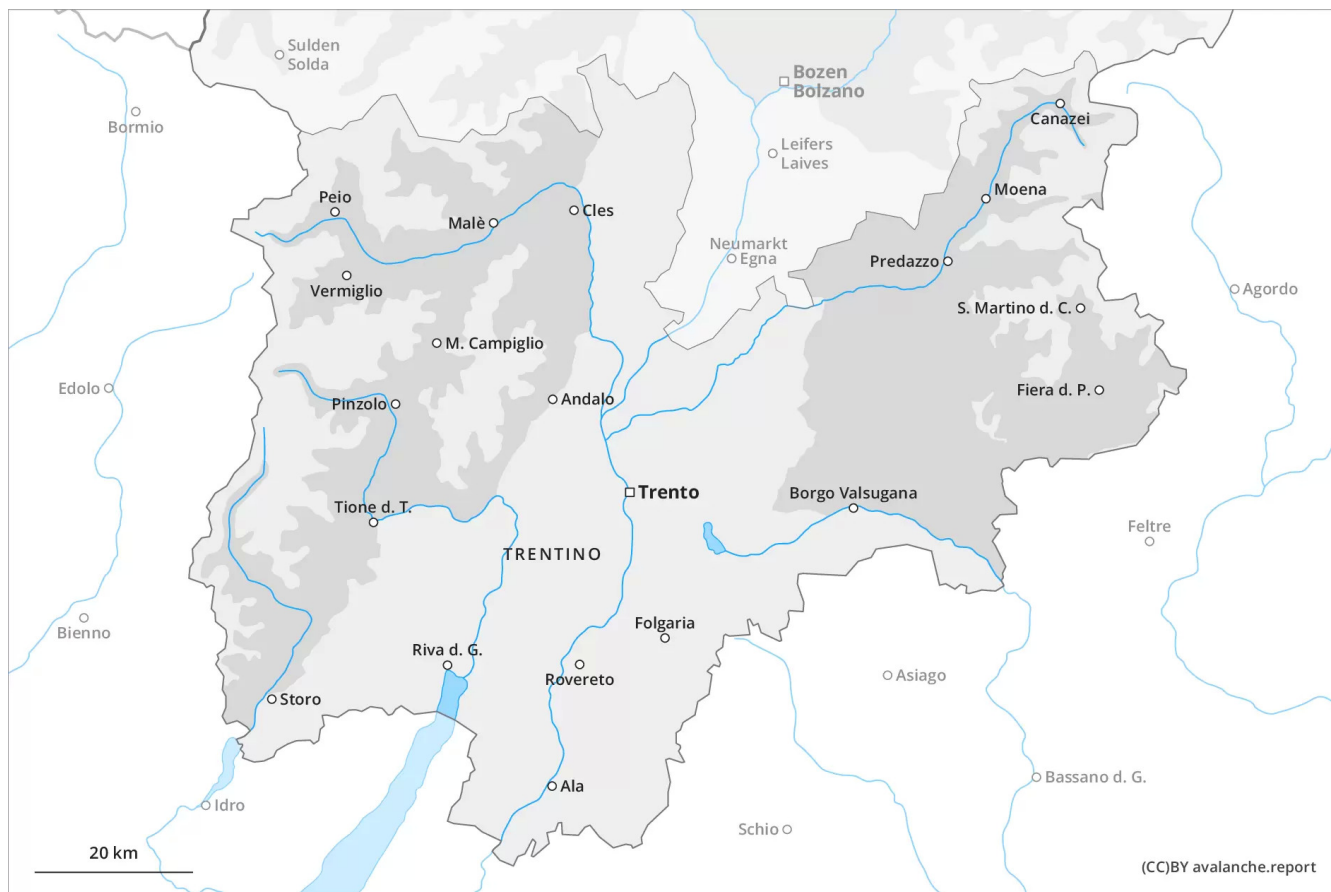 Sulden
Solda
Bozen
Bolzano
Bormio
Canazei
Leifers
Laives
Peio
Moena
Malè
Cles
Neumarkt
Egna
Predazzo
Vermiglio
Agordo
S. Martino d. C.
M. Campiglio
Edolo
Fiera d. P.
Pinzolo
Andalo
Trento
Borgo Valsugana
Tione d. T.
Feltre
TRENTINO
Bienno
Folgaria
Riva d. G.
Rovereto
Asiago
Storo
Bassano d. G.
Ala
Idro
Schio
20 km
(CC)BY avalanche.report